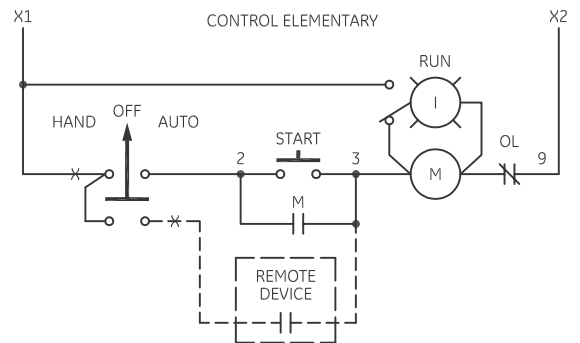 X1
CONTROL ELEMENTARY
X2
RUN
I
HAND
OFF
AUTO
START
2
3
OL
9
M
M
REMOTE
DEVICE